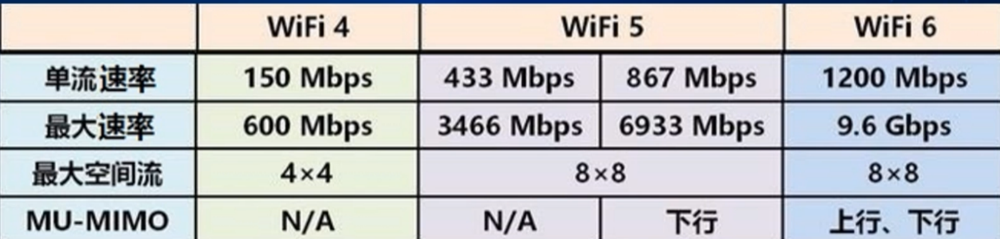 WiFi 4 WiFi 5 WiFi 6
单流速率 150 Mbps 433 Mbps 867 Mbps 1200 Mbps
最大速率 600 Mbps 3466 Mbps 6933 Mbps 9.6 Gbps
最大空间流 4×4 8×8 8×8
MU-MIMO N/A N/A 下行 上行、下行